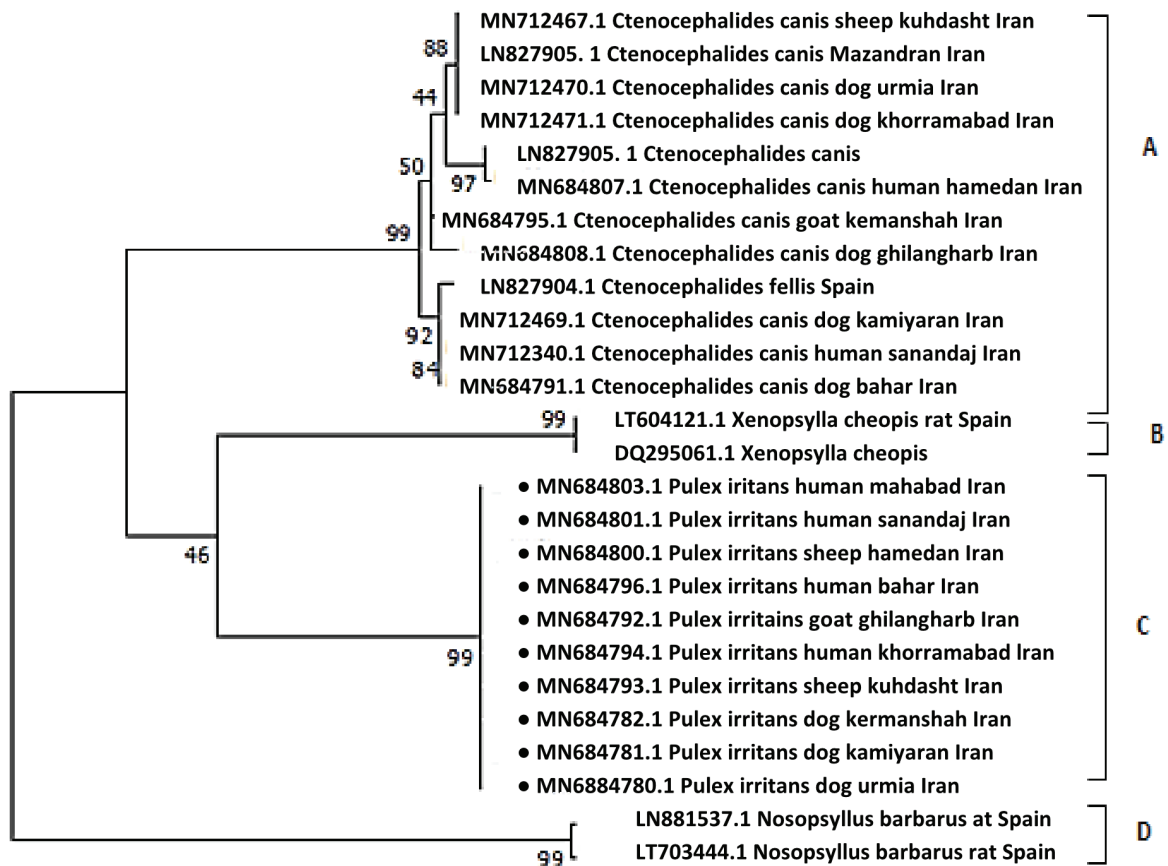 MN712467.1 Ctenocephalides canis sheep kuhdasht Iran
88
LN827905. 1 Ctenocephalides canis Mazandran Iran
MN712470.1 Ctenocephalides canis dog urmia Iran
44
MN712471.1 Ctenocephalides canis dog khorramabad Iran
A
LN827905. 1 Ctenocephalides canis
50
97
MN684807.1 Ctenocephalides canis human hamedan Iran
MN684795.1 Ctenocephalides canis goat kemanshah Iran
99
MN684808.1 Ctenocephalides canis dog ghilangharb Iran
LN827904.1 Ctenocephalides fellis Spain
MN712469.1 Ctenocephalides canis dog kamiyaran Iran
92
MN712340.1 Ctenocephalides canis human sanandaj Iran
84
MN684791.1 Ctenocephalides canis dog bahar Iran
99
LT604121.1 Xenopsylla cheopis rat Spain
B
DQ295061.1 Xenopsylla cheopis
● MN684803.1 Pulex iritans human mahabad Iran
● MN684801.1 Pulex irritans human sanandaj Iran
46
● MN684800.1 Pulex irritans sheep hamedan Iran
● MN684796.1 Pulex irritans human bahar Iran
● MN684792.1 Pulex irritains goat ghilangharb Iran
C
99
● MN684794.1 Pulex irritans human khorramabad Iran
● MN684793.1 Pulex irritans sheep kuhdasht Iran
● MN684782.1 Pulex irritans dog kermanshah Iran
● MN684781.1 Pulex irritans dog kamiyaran Iran
● MN6884780.1 Pulex irritans dog urmia Iran
LN881537.1 Nosopsyllus barbarus at Spain
D
99
LT703444.1 Nosopsyllus barbarus rat Spain